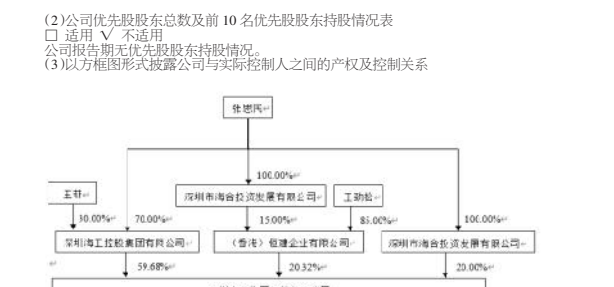 (2)公司优先股股东总数及前 10 名优先股股东持股情况表
□ 适用 √ 不适用
公司报告期无优先股股东持股情况。
(3)以方框图形式披露公司与实际控制人之间的产权及控制关系
张思民
100.00%
王芸
深圳市海合投资发展有限公司
王劲松
30.00% 70.00% 15.00% 85.00% 100.00%
深圳海王控股集团有限公司 （香港）恒建企业有限公司 深圳市海合投资发展有限公司
59.68% 20.32% 20.00%